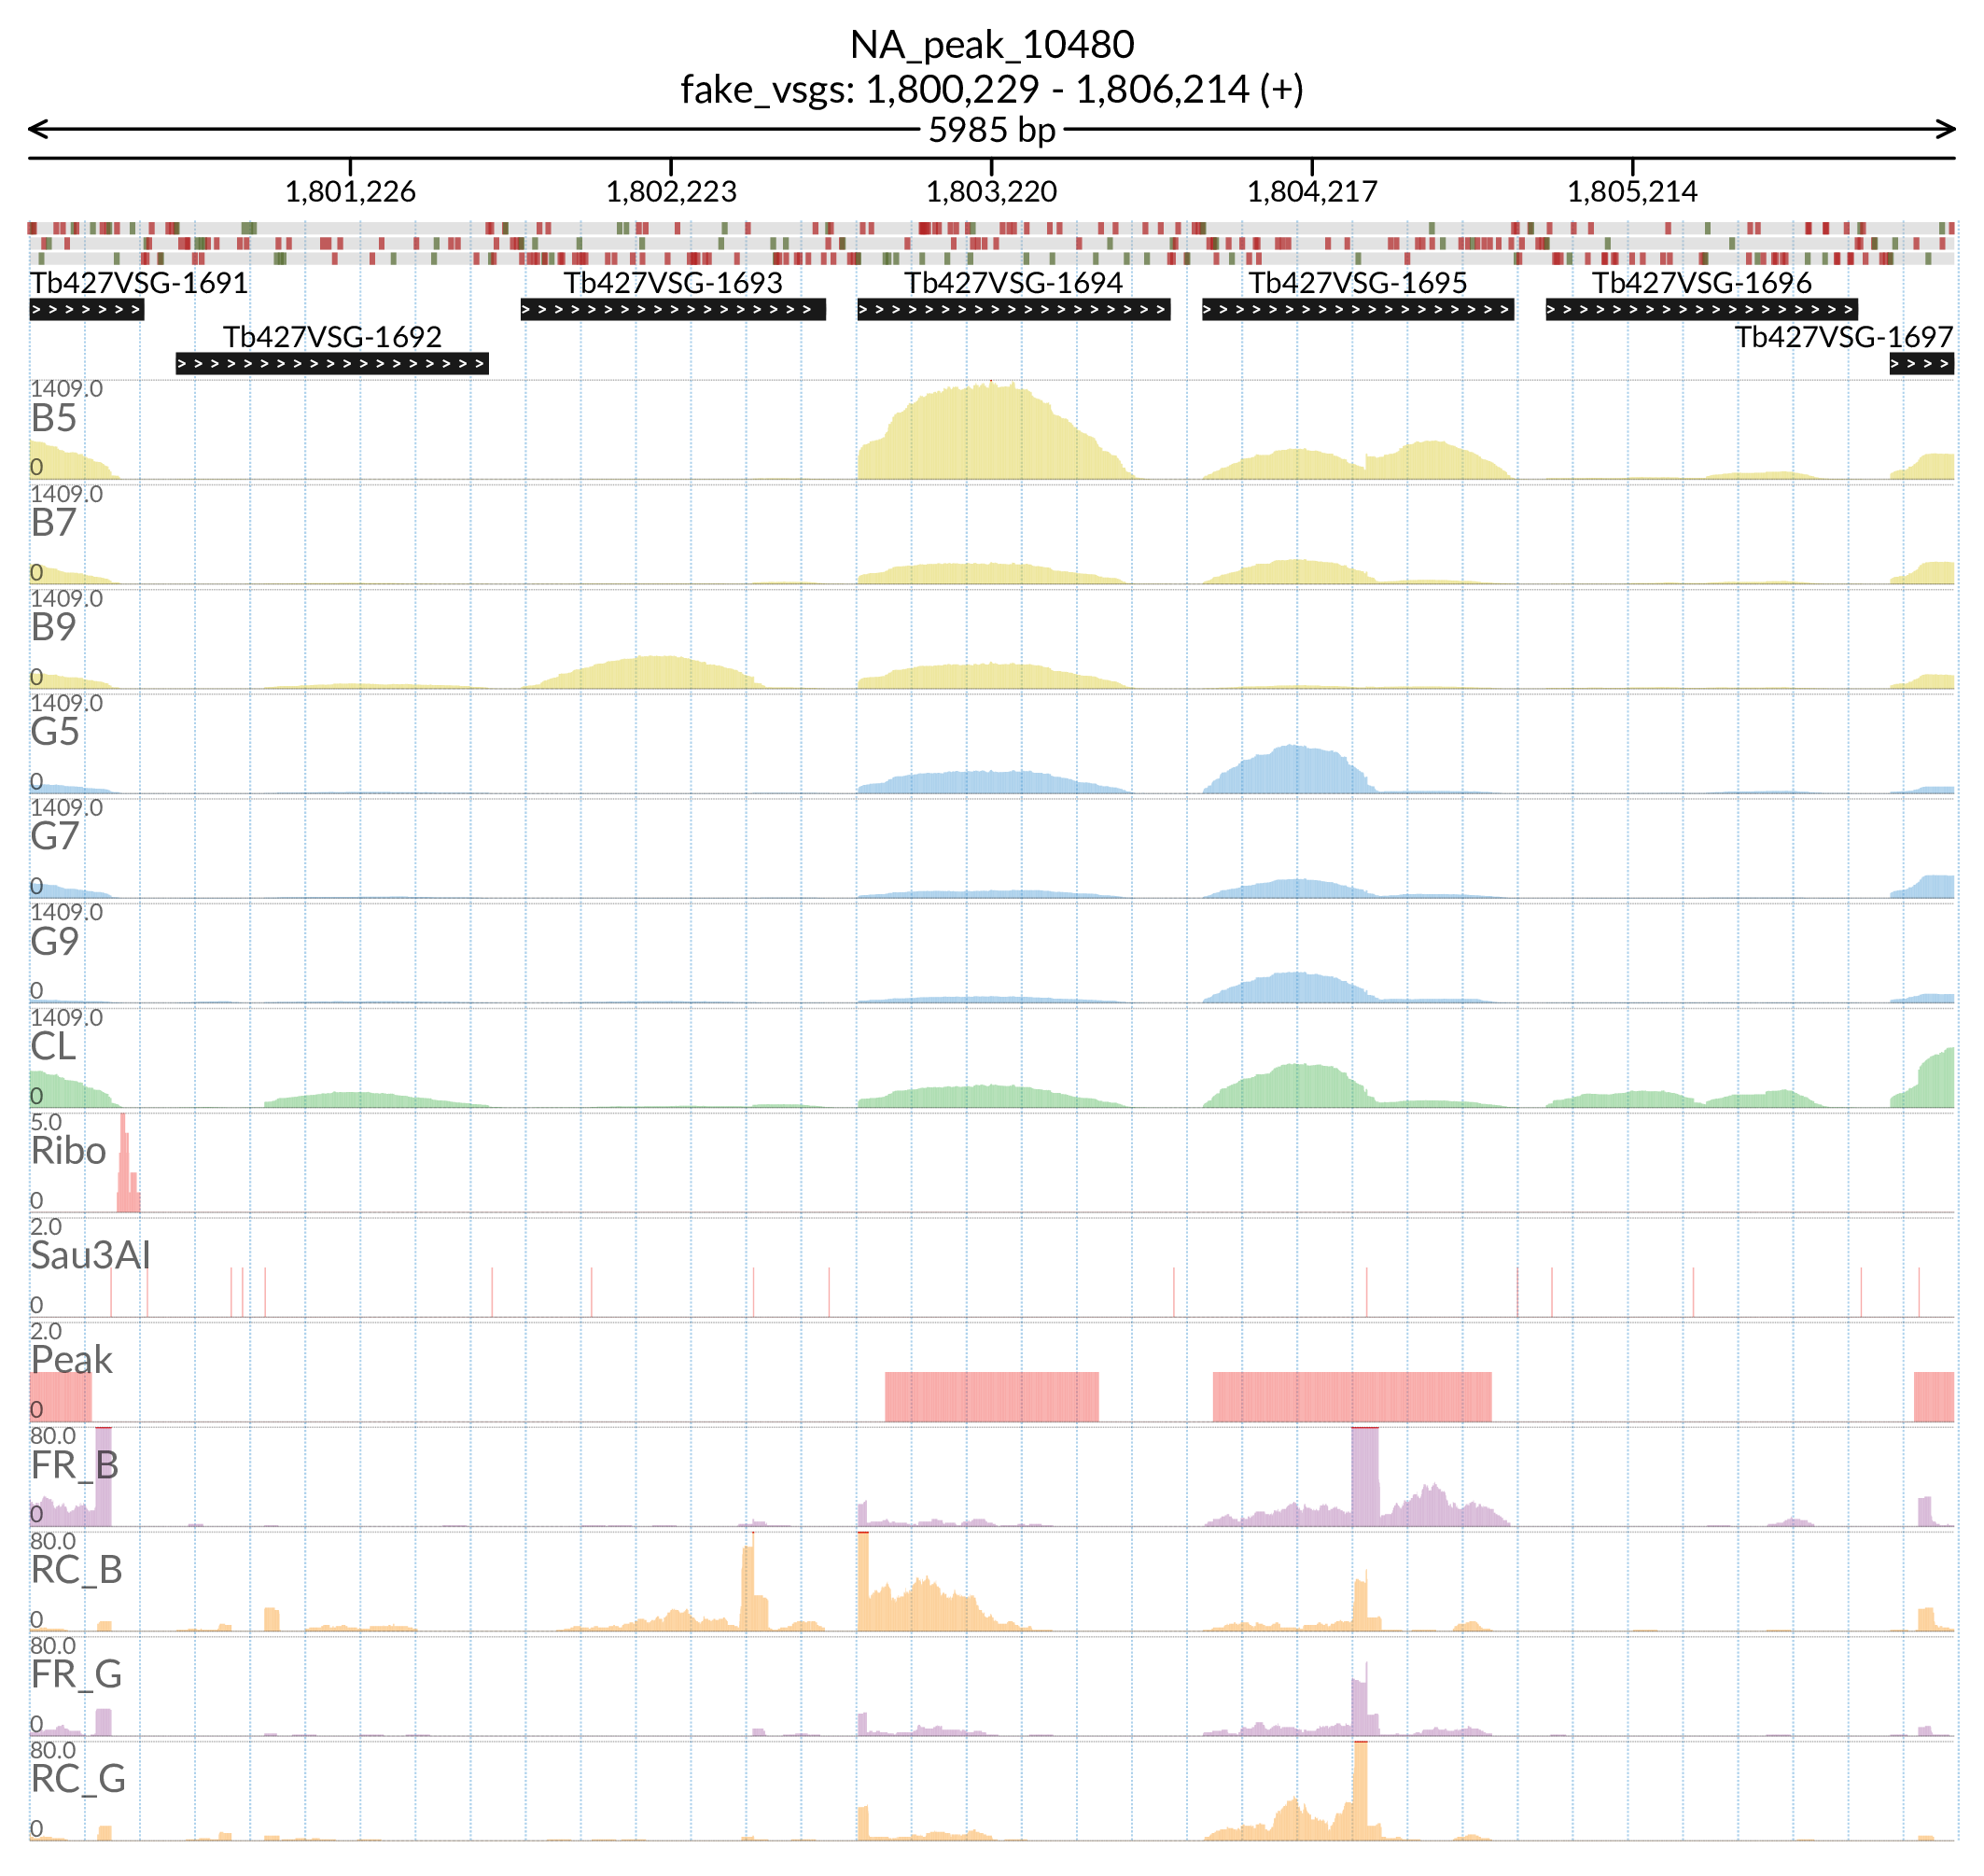 NA_peak_10480
fake_vsgs: 1,800,229 - 1,806,214 (+)
5985 bp
1,801,226 1,802,223 1,803,220 1,804,217 1,805,214
Tb427VSG-1691 Tb427VSG-1693 Tb427VSG-1694 Tb427VSG-1695 Tb427VSG-1696
Tb427VSG-1692 Tb427VSG-1697
1409.0
B5
0
1409.0
B7
0
1409.0
B9
0
1409.0
G5
0
1409.0
G7
0
1409.0
G9
0
1409.0
CL
0
5.0
Ribo
0
2.0
Sau3AI
0
2.0
Peak
0
80.0
FR_B
0
80.0
RC_B
0
80.0
FR_G
0
80.0
RC_G
0